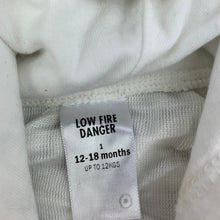 LOW FIRE
DANGER
1
12-18 months
UP TO 12KGS